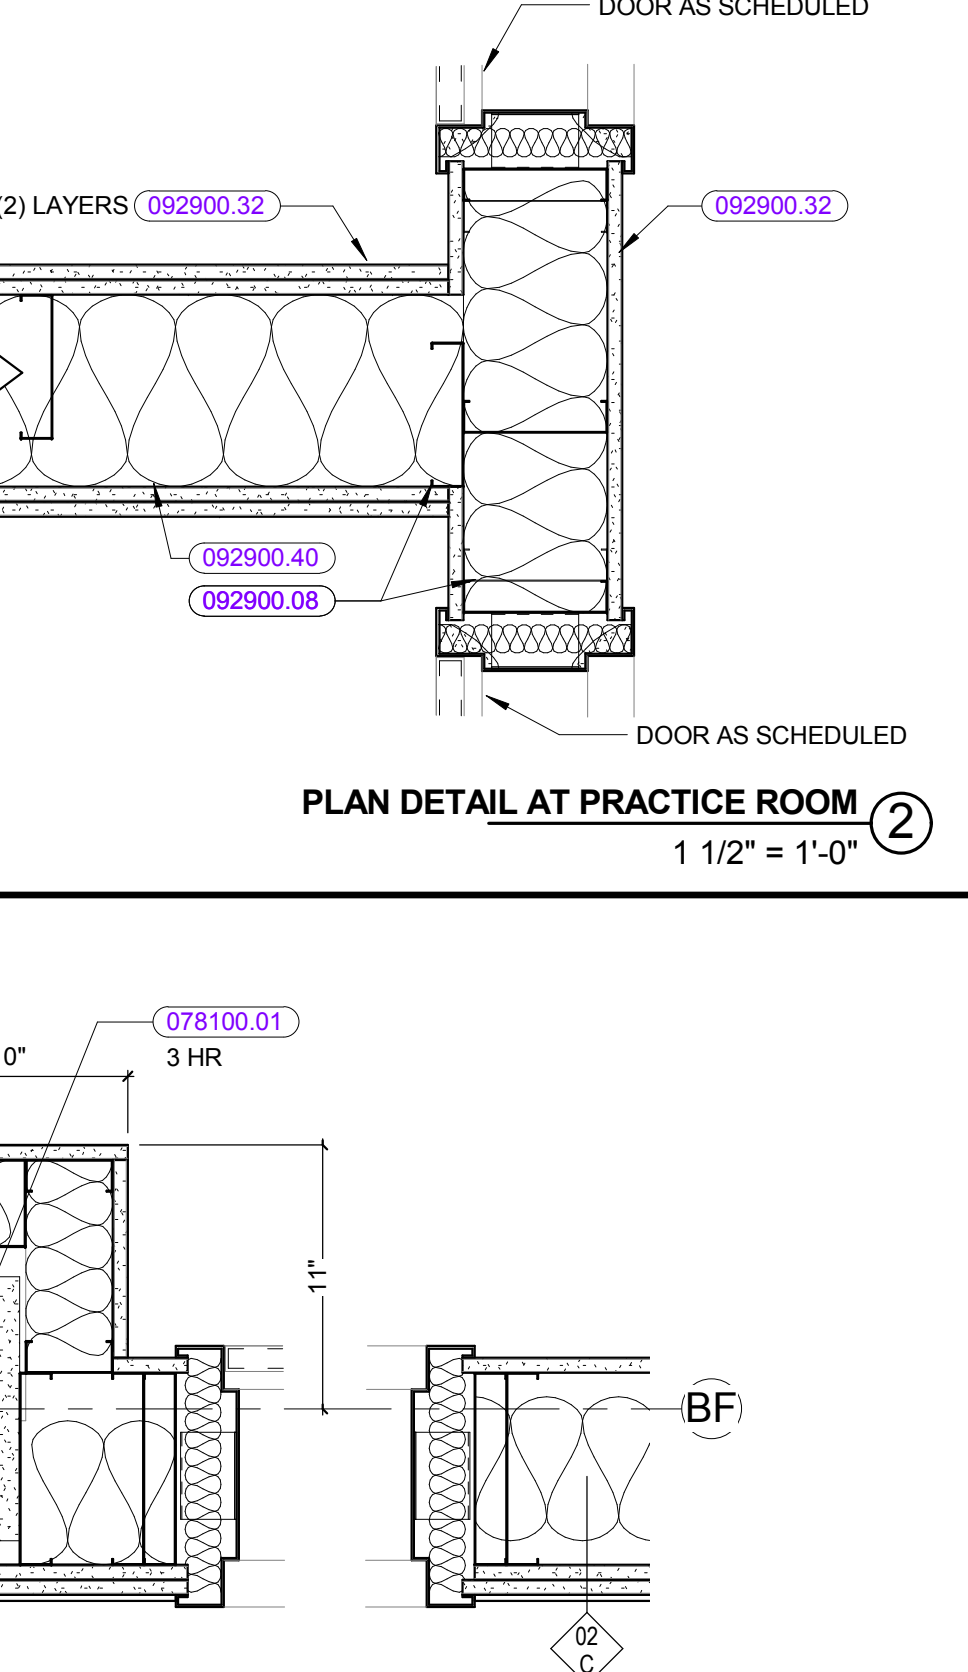 DOOR AS SCHEDULED
(2) LAYERS 092900.32
092900.32
092900.40
092900.08
DOOR AS SCHEDULED
PLAN DETAIL AT PRACTICE ROOM
2
1 1/2" = 1'-0"
078100.01
0"
3 HR
11"
BF
02
C